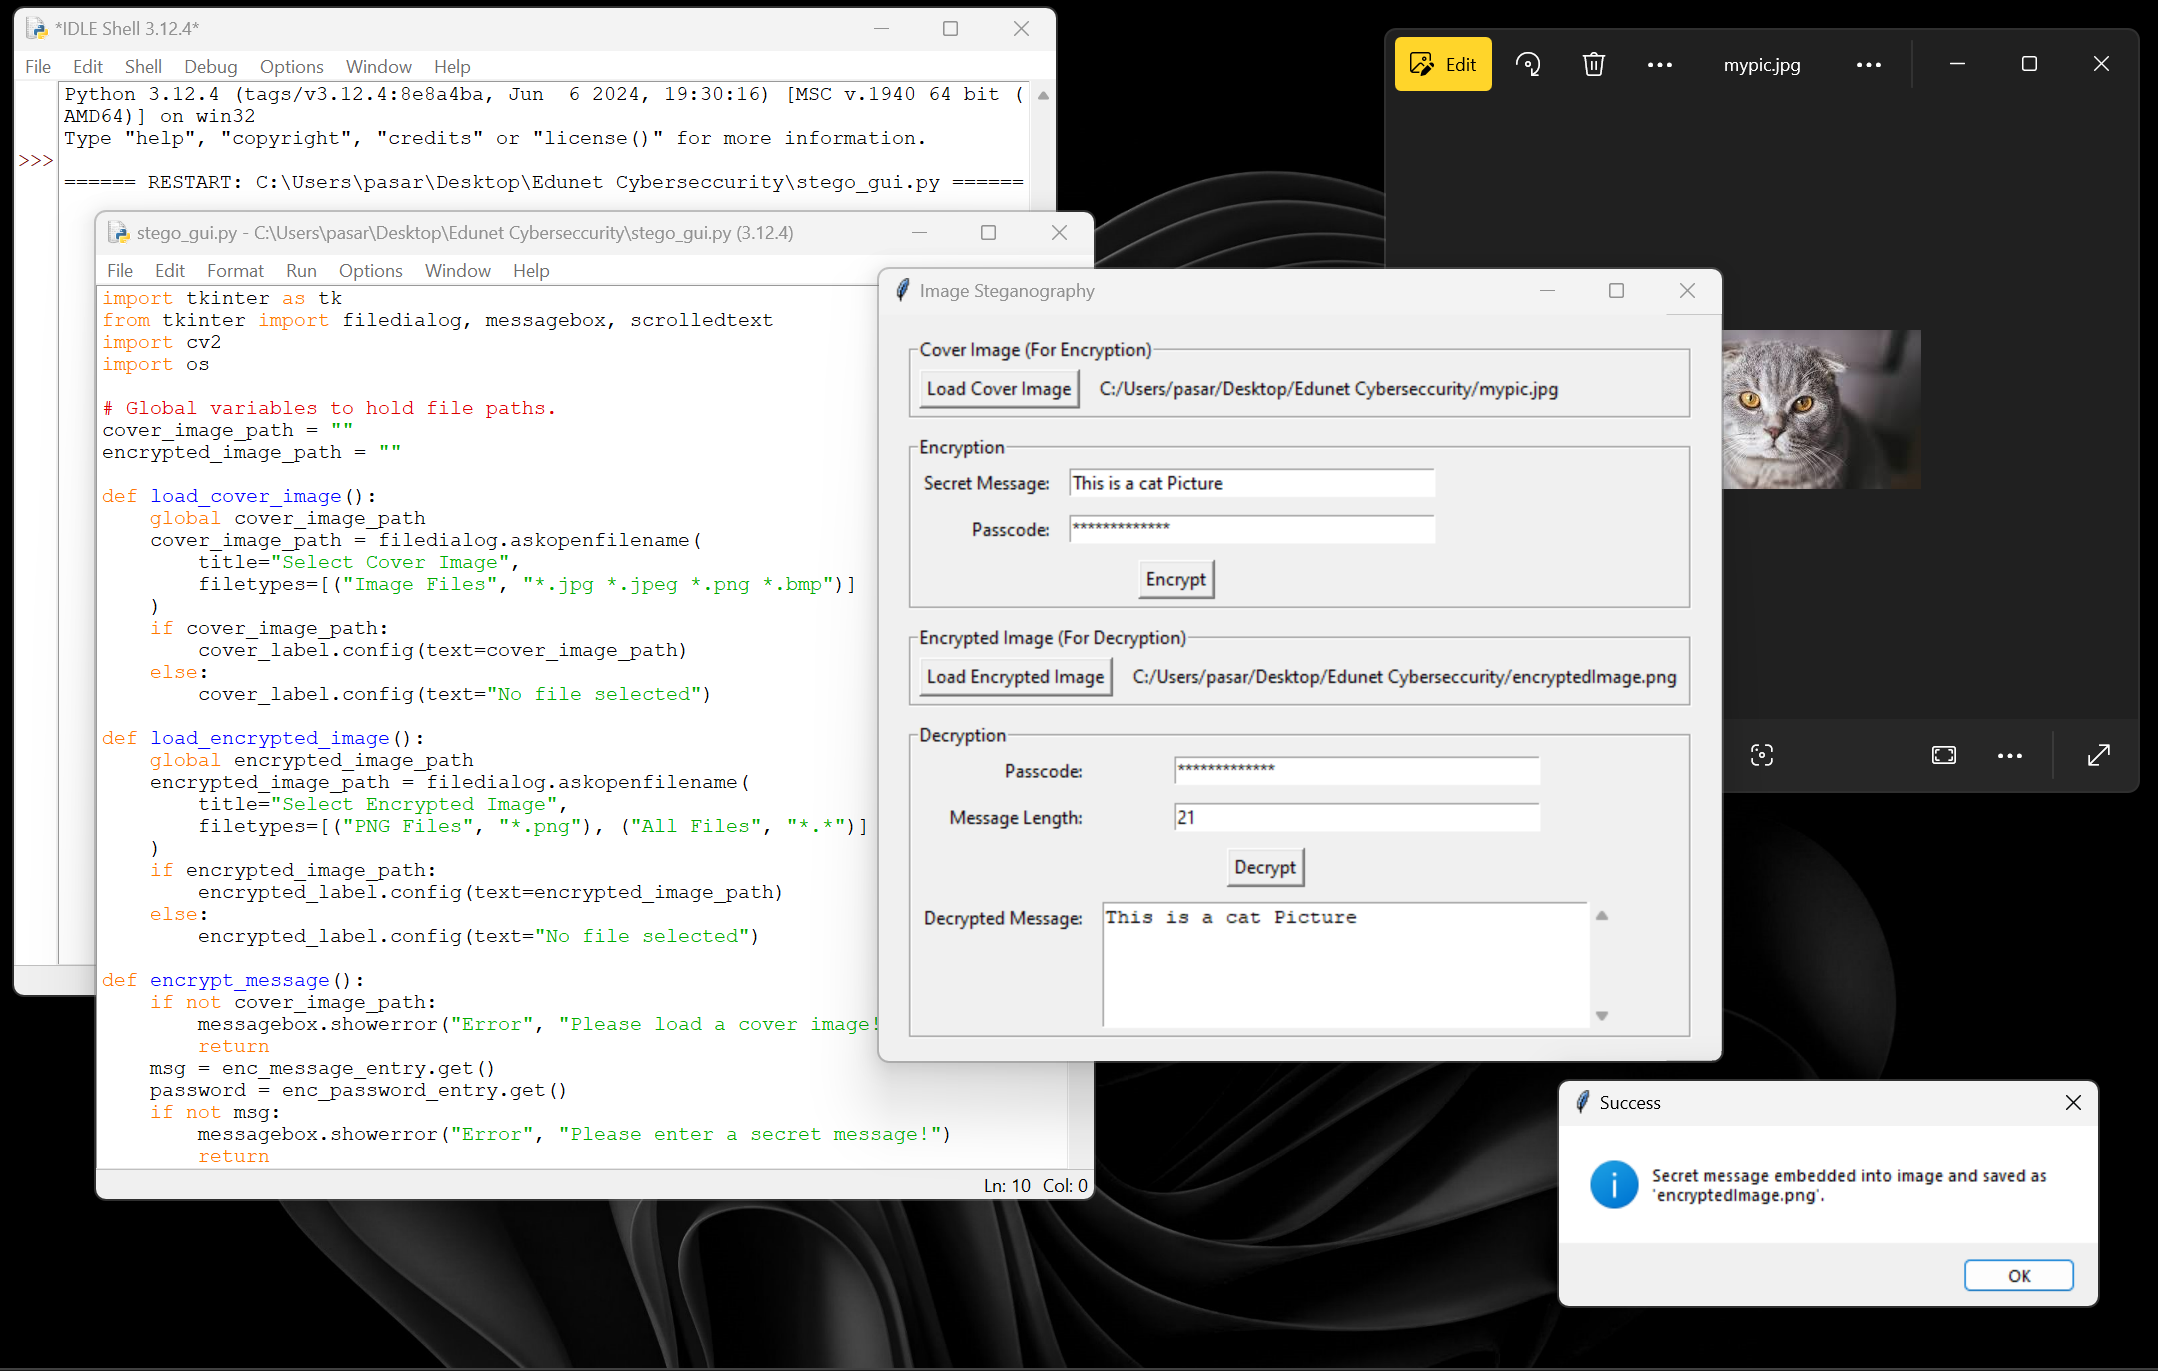 *IDLE Shell 3.12.4*
File Edit Shell Debug Options Window Help
Python 3.12.4 (tags/v3.12.4:8e8a4ba, Jun  6 2024, 19:30:16) [MSC v.1940 64 bit (
AMD64)] on win32
Type "help", "copyright", "credits" or "license()" for more information.
>>>
====== RESTART: C:\Users\pasar\Desktop\Edunet Cyberseccurity\stego_gui.py ======
stego_gui.py - C:\Users\pasar\Desktop\Edunet Cyberseccurity\stego_gui.py (3.12.4)
File Edit Format Run Options Window Help
import tkinter as tk
from tkinter import filedialog, messagebox, scrolledtext
import cv2
import os
# Global variables to hold file paths.
cover_image_path = ""
encrypted_image_path = ""
def load_cover_image():
    global cover_image_path
    cover_image_path = filedialog.askopenfilename(
        title="Select Cover Image",
        filetypes=[("Image Files", "*.jpg *.jpeg *.png *.bmp")]
    )
    if cover_image_path:
        cover_label.config(text=cover_image_path)
    else:
        cover_label.config(text="No file selected")
def load_encrypted_image():
    global encrypted_image_path
    encrypted_image_path = filedialog.askopenfilename(
        title="Select Encrypted Image",
        filetypes=[("PNG Files", "*.png"), ("All Files", "*.*")]
    )
    if encrypted_image_path:
        encrypted_label.config(text=encrypted_image_path)
    else:
        encrypted_label.config(text="No file selected")
def encrypt_message():
    if not cover_image_path:
        messagebox.showerror("Error", "Please load a cover image!
        return
    msg = enc_message_entry.get()
    password = enc_password_entry.get()
    if not msg:
        messagebox.showerror("Error", "Please enter a secret message!")
        return
Ln: 10 Col: 0
Edit
mypic.jpg
Image Steganography
Cover Image (For Encryption)
Load Cover Image C:/Users/pasar/Desktop/Edunet Cyberseccurity/mypic.jpg
Encryption
Secret Message: This is a cat Picture
Passcode: *************
Encrypt
Encrypted Image (For Decryption)
Load Encrypted Image C:/Users/pasar/Desktop/Edunet Cyberseccurity/encryptedImage.png
Decryption
Passcode: *************
Message Length: 21
Decrypt
Decrypted Message: This is a cat Picture
Success
Secret message embedded into image and saved as
'encryptedImage.png'.
OK